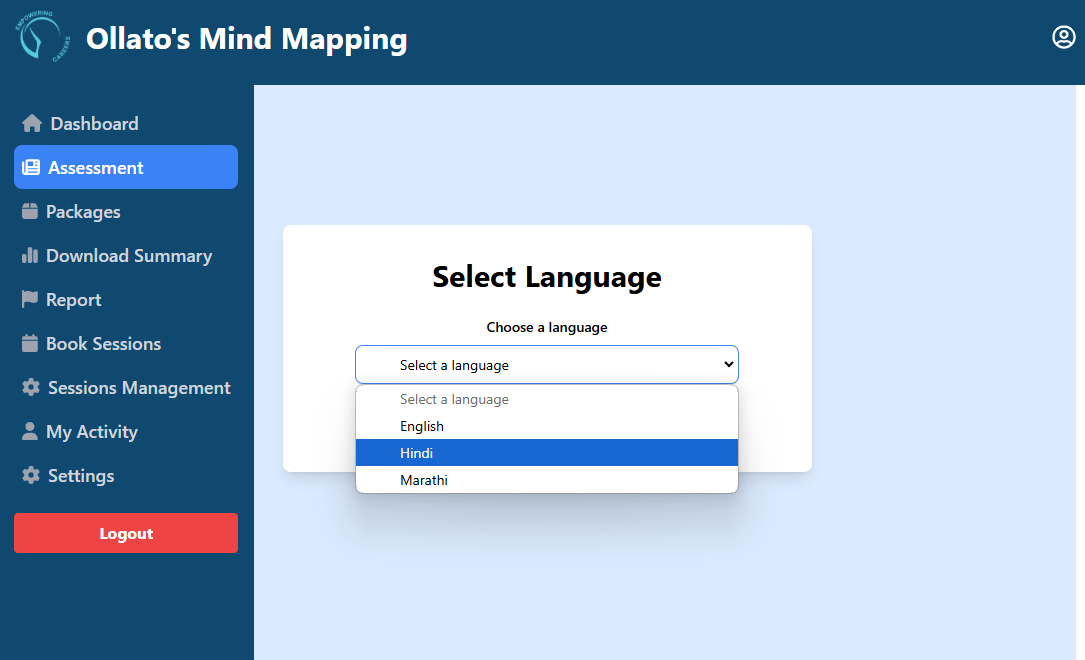 EMPOWERING
CAREERS
Ollato's Mind Mapping
Dashboard
Assessment
Packages
Download Summary
Report
Book Sessions
Sessions Management
My Activity
Settings
Logout
Select Language
Choose a language
Select a language
Select a language
English
Hindi
Marathi